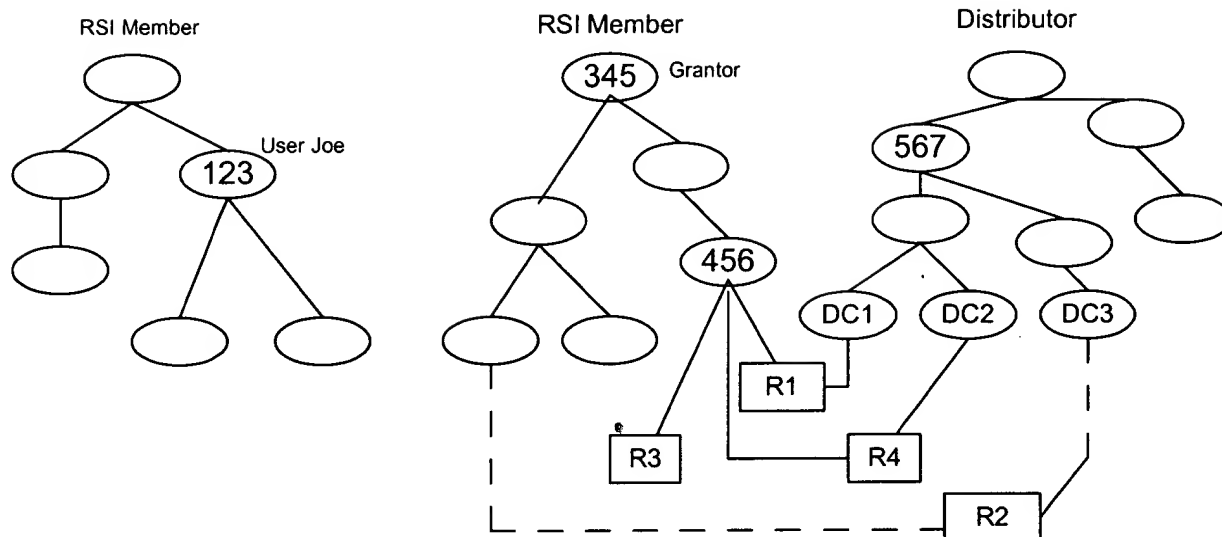 RSI Member
RSI Member
Distributor
345
Grantor
User Joe
123
567
456
DC1
DC2
DC3
R1
R3
R4
R2